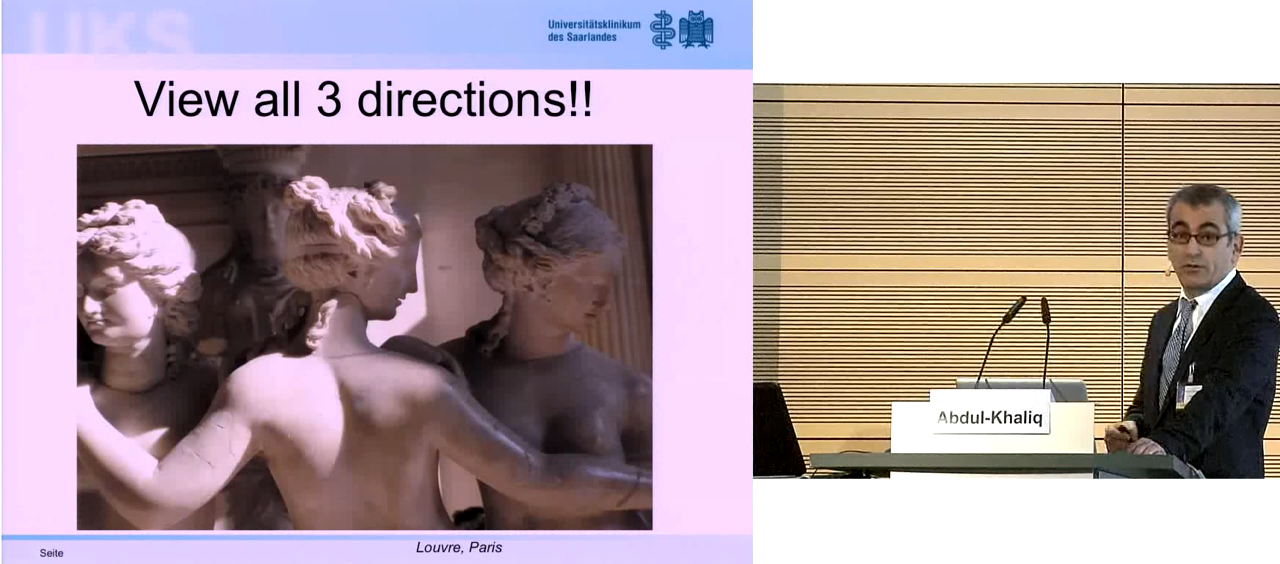 UKS
Universitätsklinikum
des Saarlandes
View all 3 directions!!
Seite
Louvre, Paris
Abdul-Khaliq